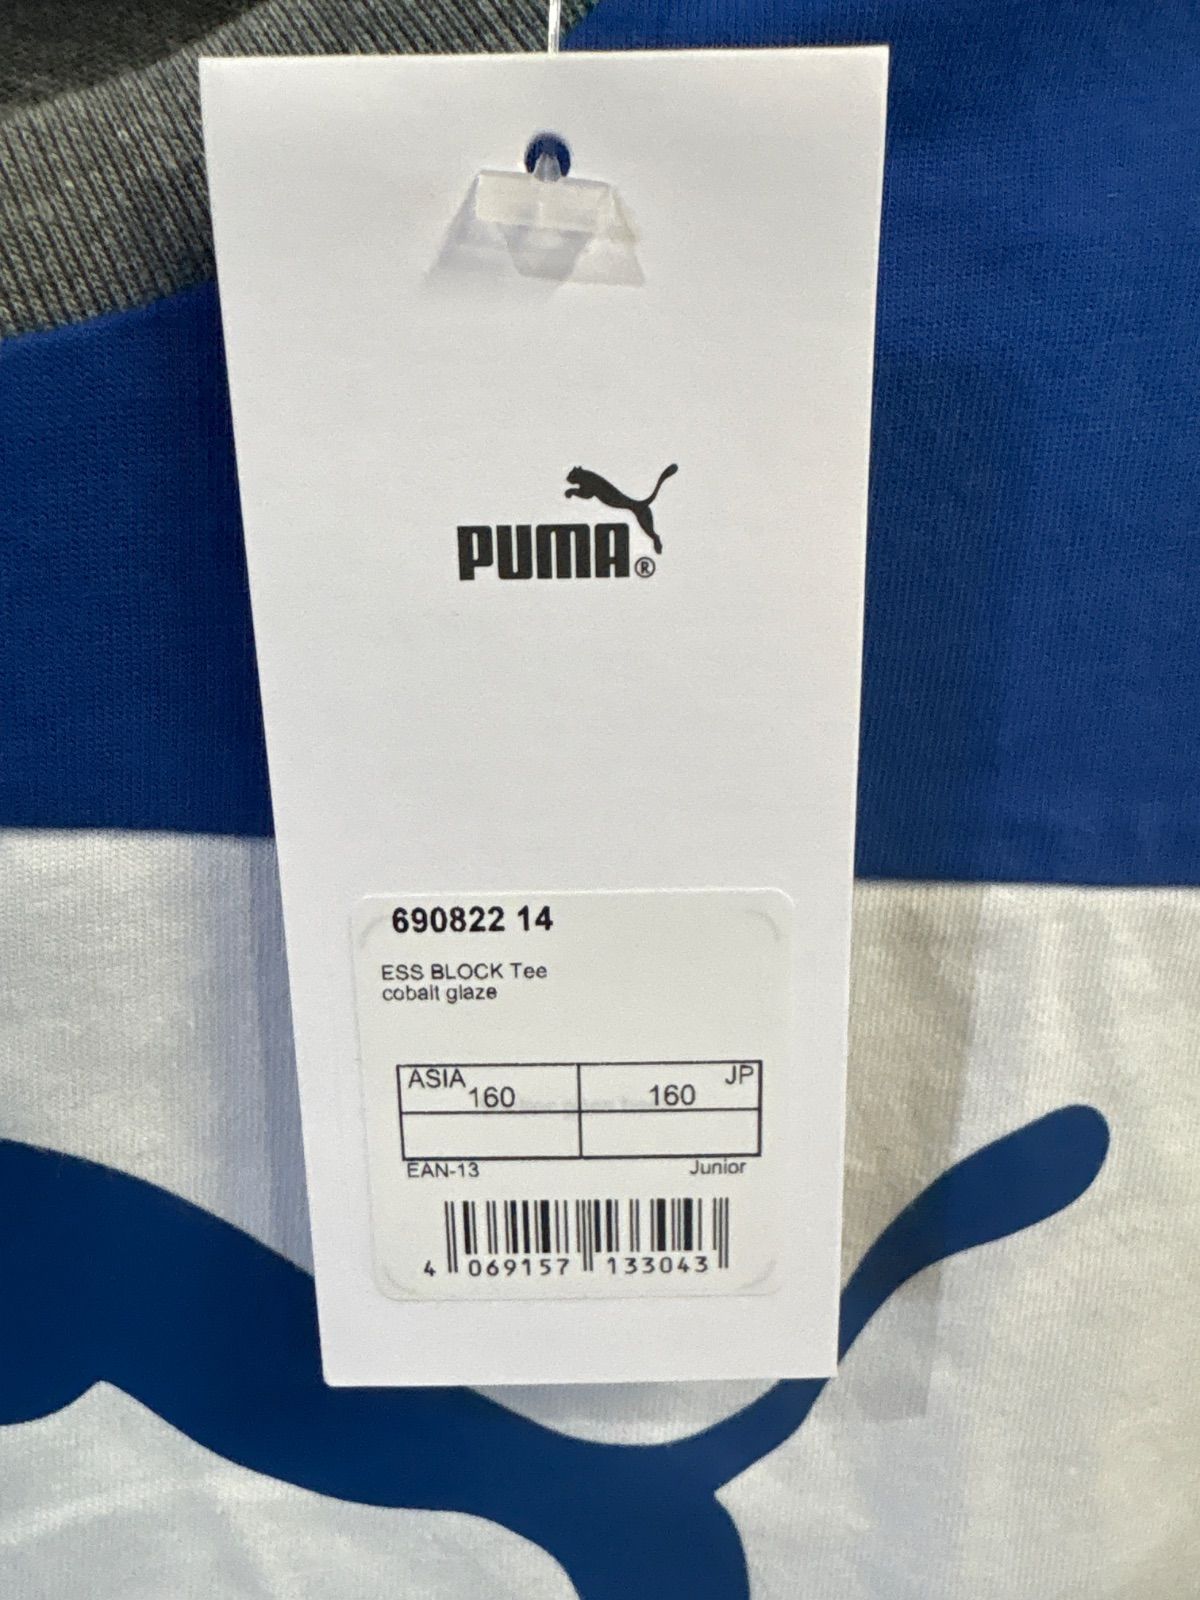 PUMA®
690822 14
ESS BLOCK Tee
cobalt glaze
ASIA 160 160 JP
EAN-13 Junior
4 069157 133043